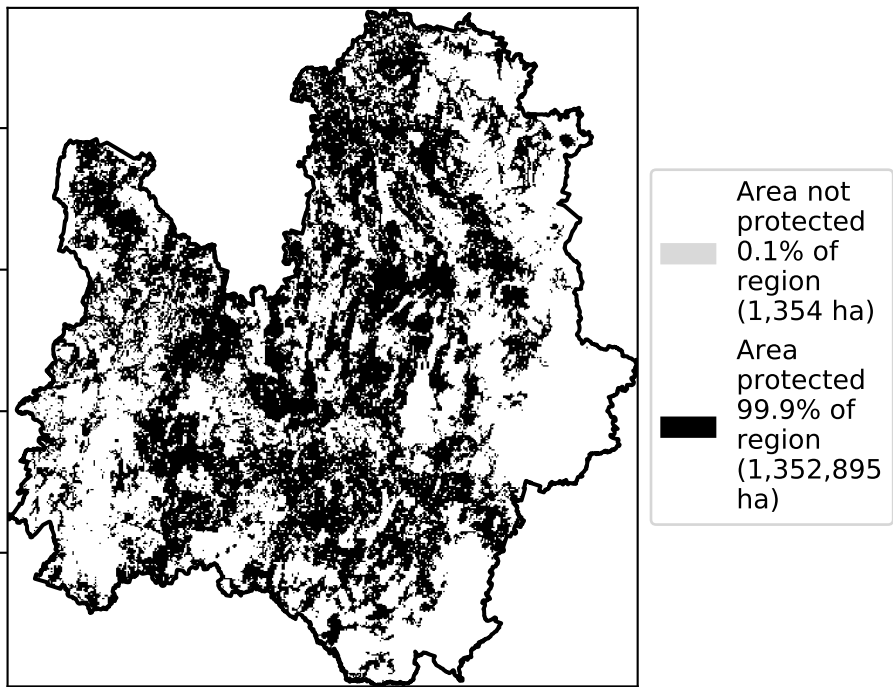 Area not
protected
0.1% of
region
(1,354 ha)
Area
protected
99.9% of
region
(1,352,895
ha)